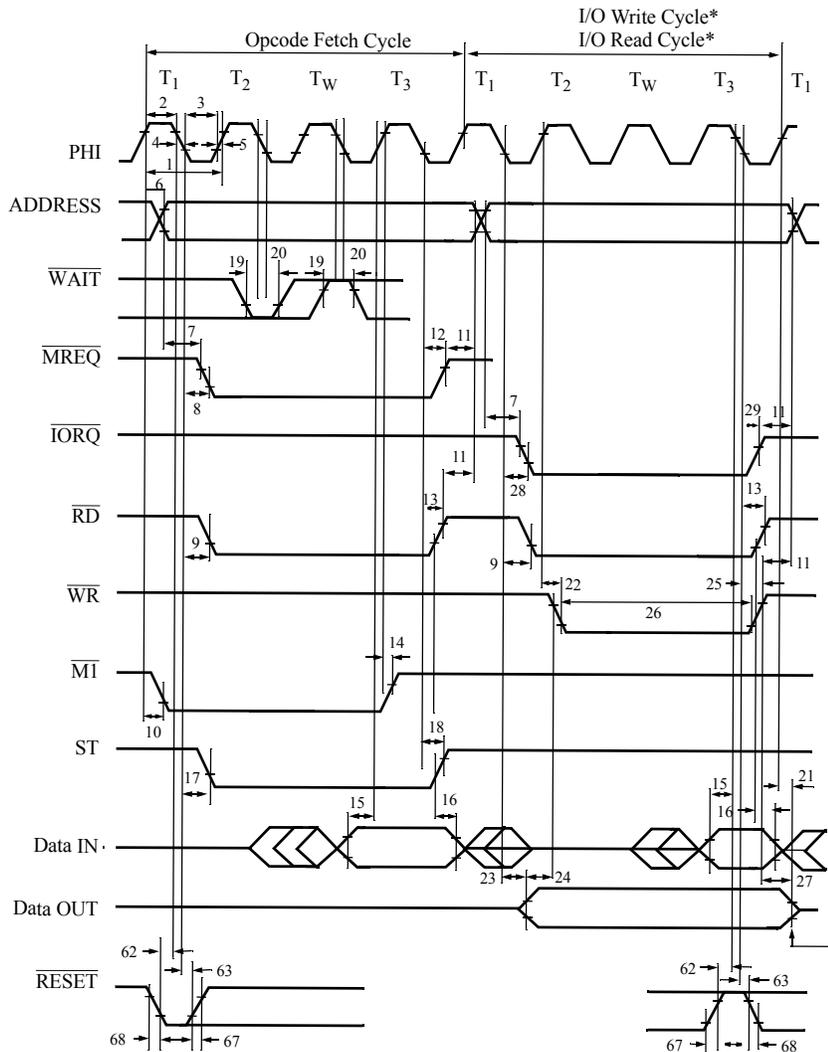 I/O Write Cycle*
Opcode Fetch Cycle
I/O Read Cycle*
T1 T2 TW T3 T1 T2 TW T3 T1
2 3
PHI
4 5
1
6
ADDRESS
19 20 19 20
WAIT
7 12 11
MREQ
8
7 29 11
IORQ
11
28
13 13
RD
9 9 11
22 25
WR
26
14
M1
10
18
ST
17 21
15 16 15 16
Data IN
23 24 27
Data OUT
62 63 62 63
RESET
68 67 67 68